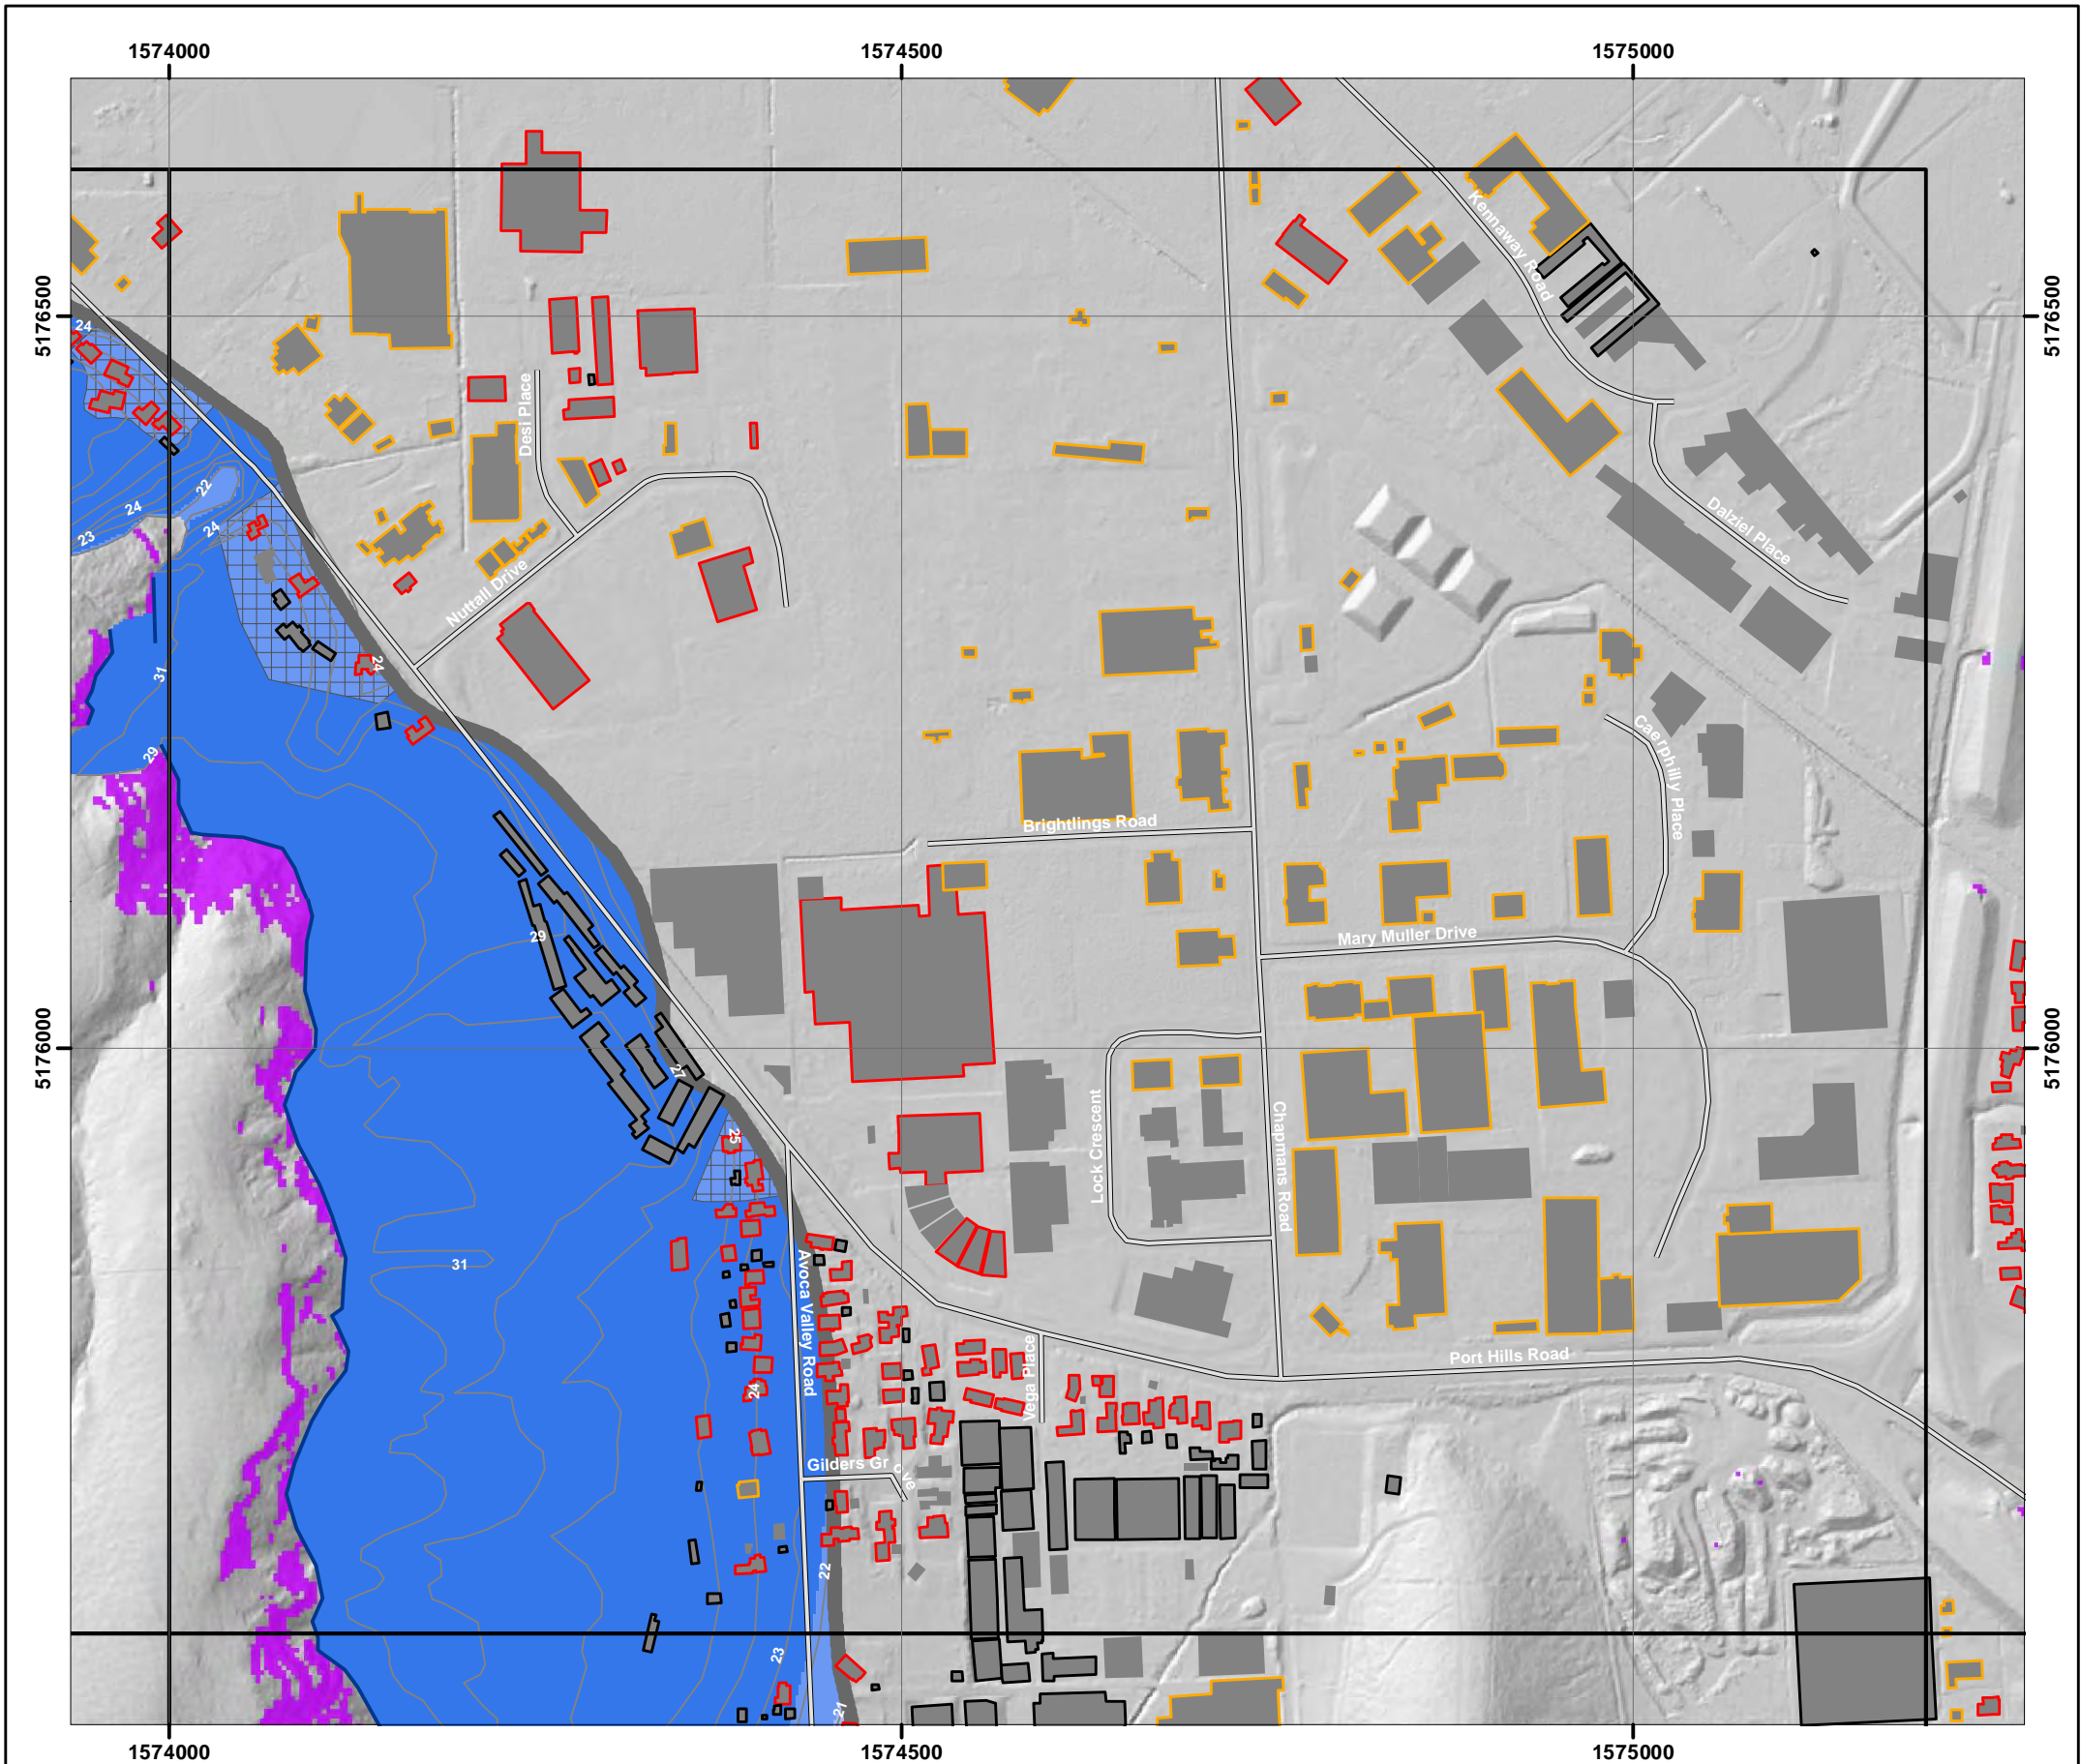 1574000 1574500 1575000
Kennaway Road
5176500 5176500
24
Desi Place
22
24
24
23
Dalziel Place
Nuttall Drive
24
31
29
Caerphilly Place
Brightlings Road
29
Mary Muller Drive
5176000 5176000
27
Lock Crescent
Chapmans Road
25
31
Avoca Valley Road
Vega Place
Port Hills Road
24
Gilders Grove
22
23
21
1574000 1574500 1575000